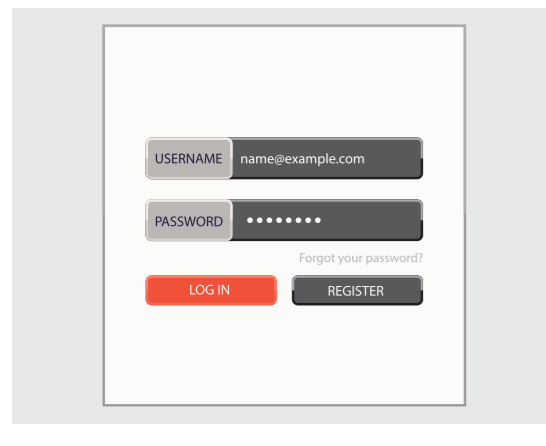 USERNAME name@example.com
PASSWORD ••••••••
Forgot your password?
LOG IN REGISTER